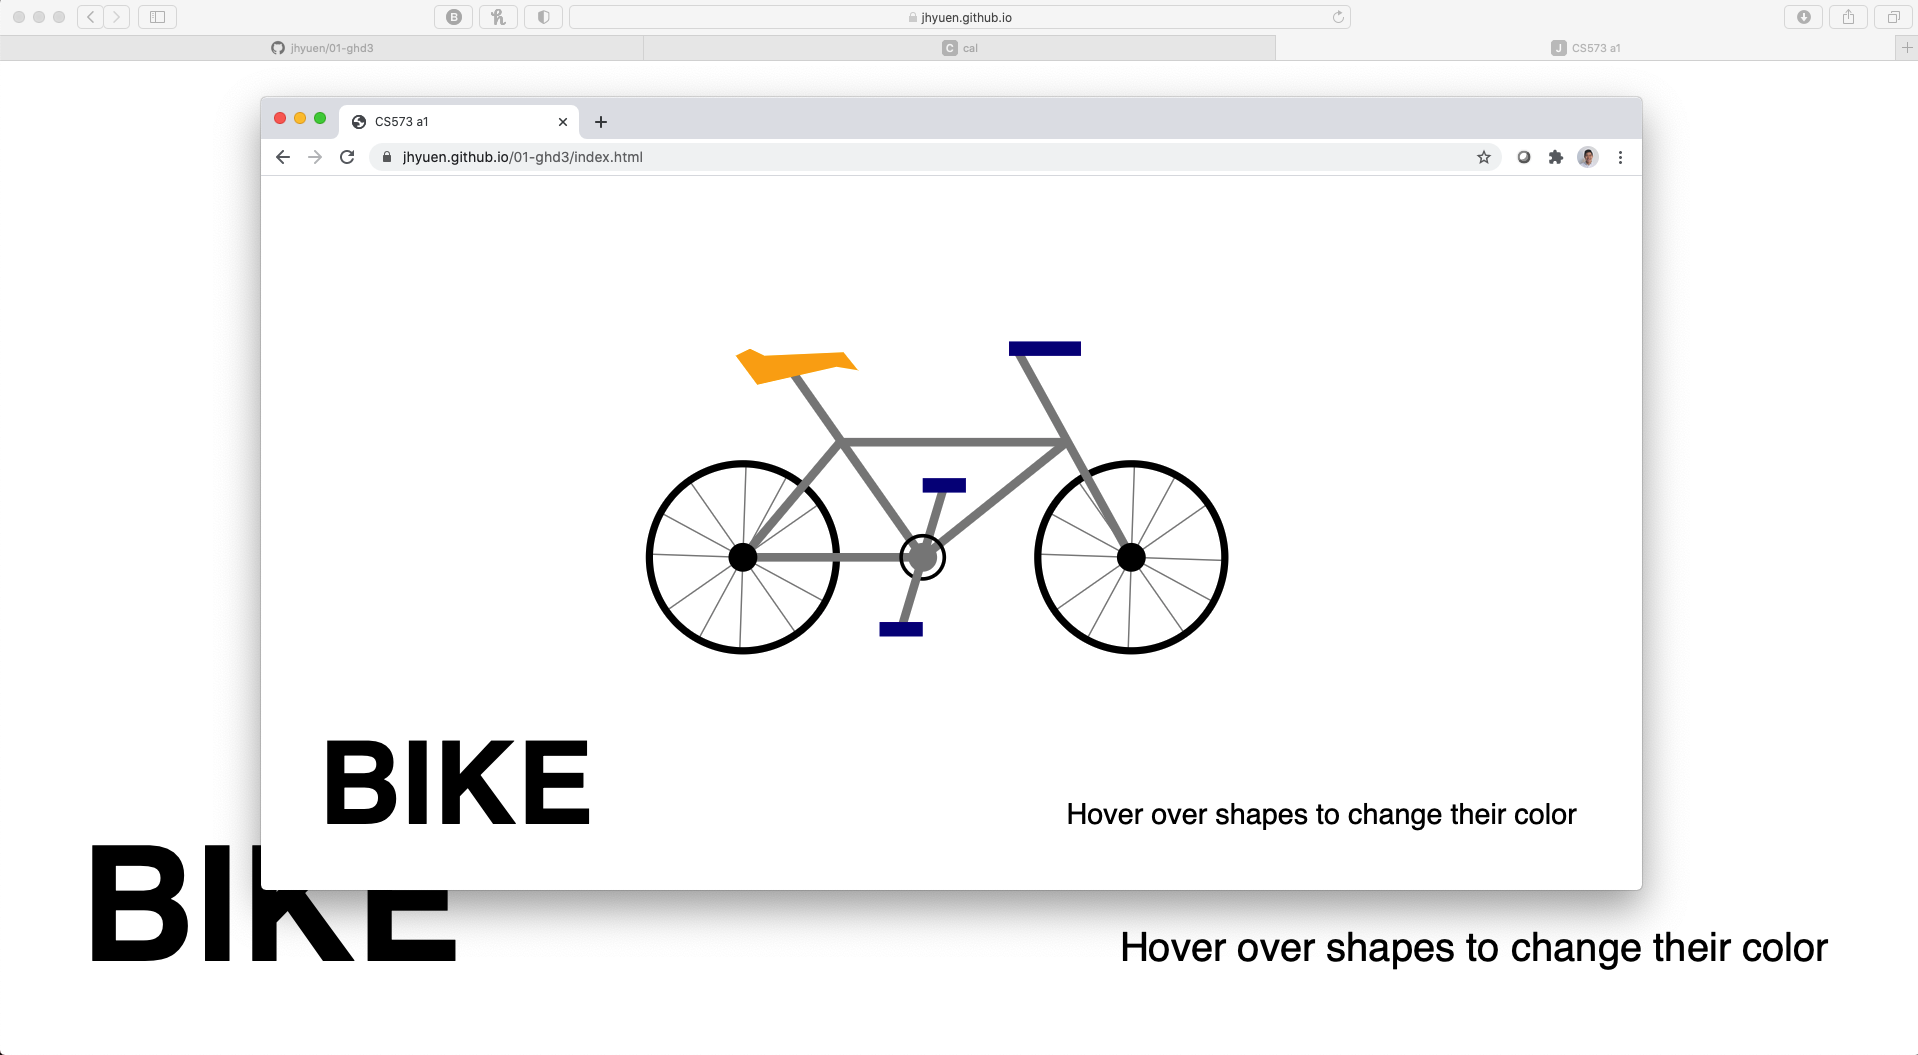 jhyuen.github.io
jhyuen/01-ghd3
C cal
J CS573 a1
CS573 a1
jhyuen.github.io/01-ghd3/index.html
BIKE
Hover over shapes to change their color
BIKE
Hover over shapes to change their color